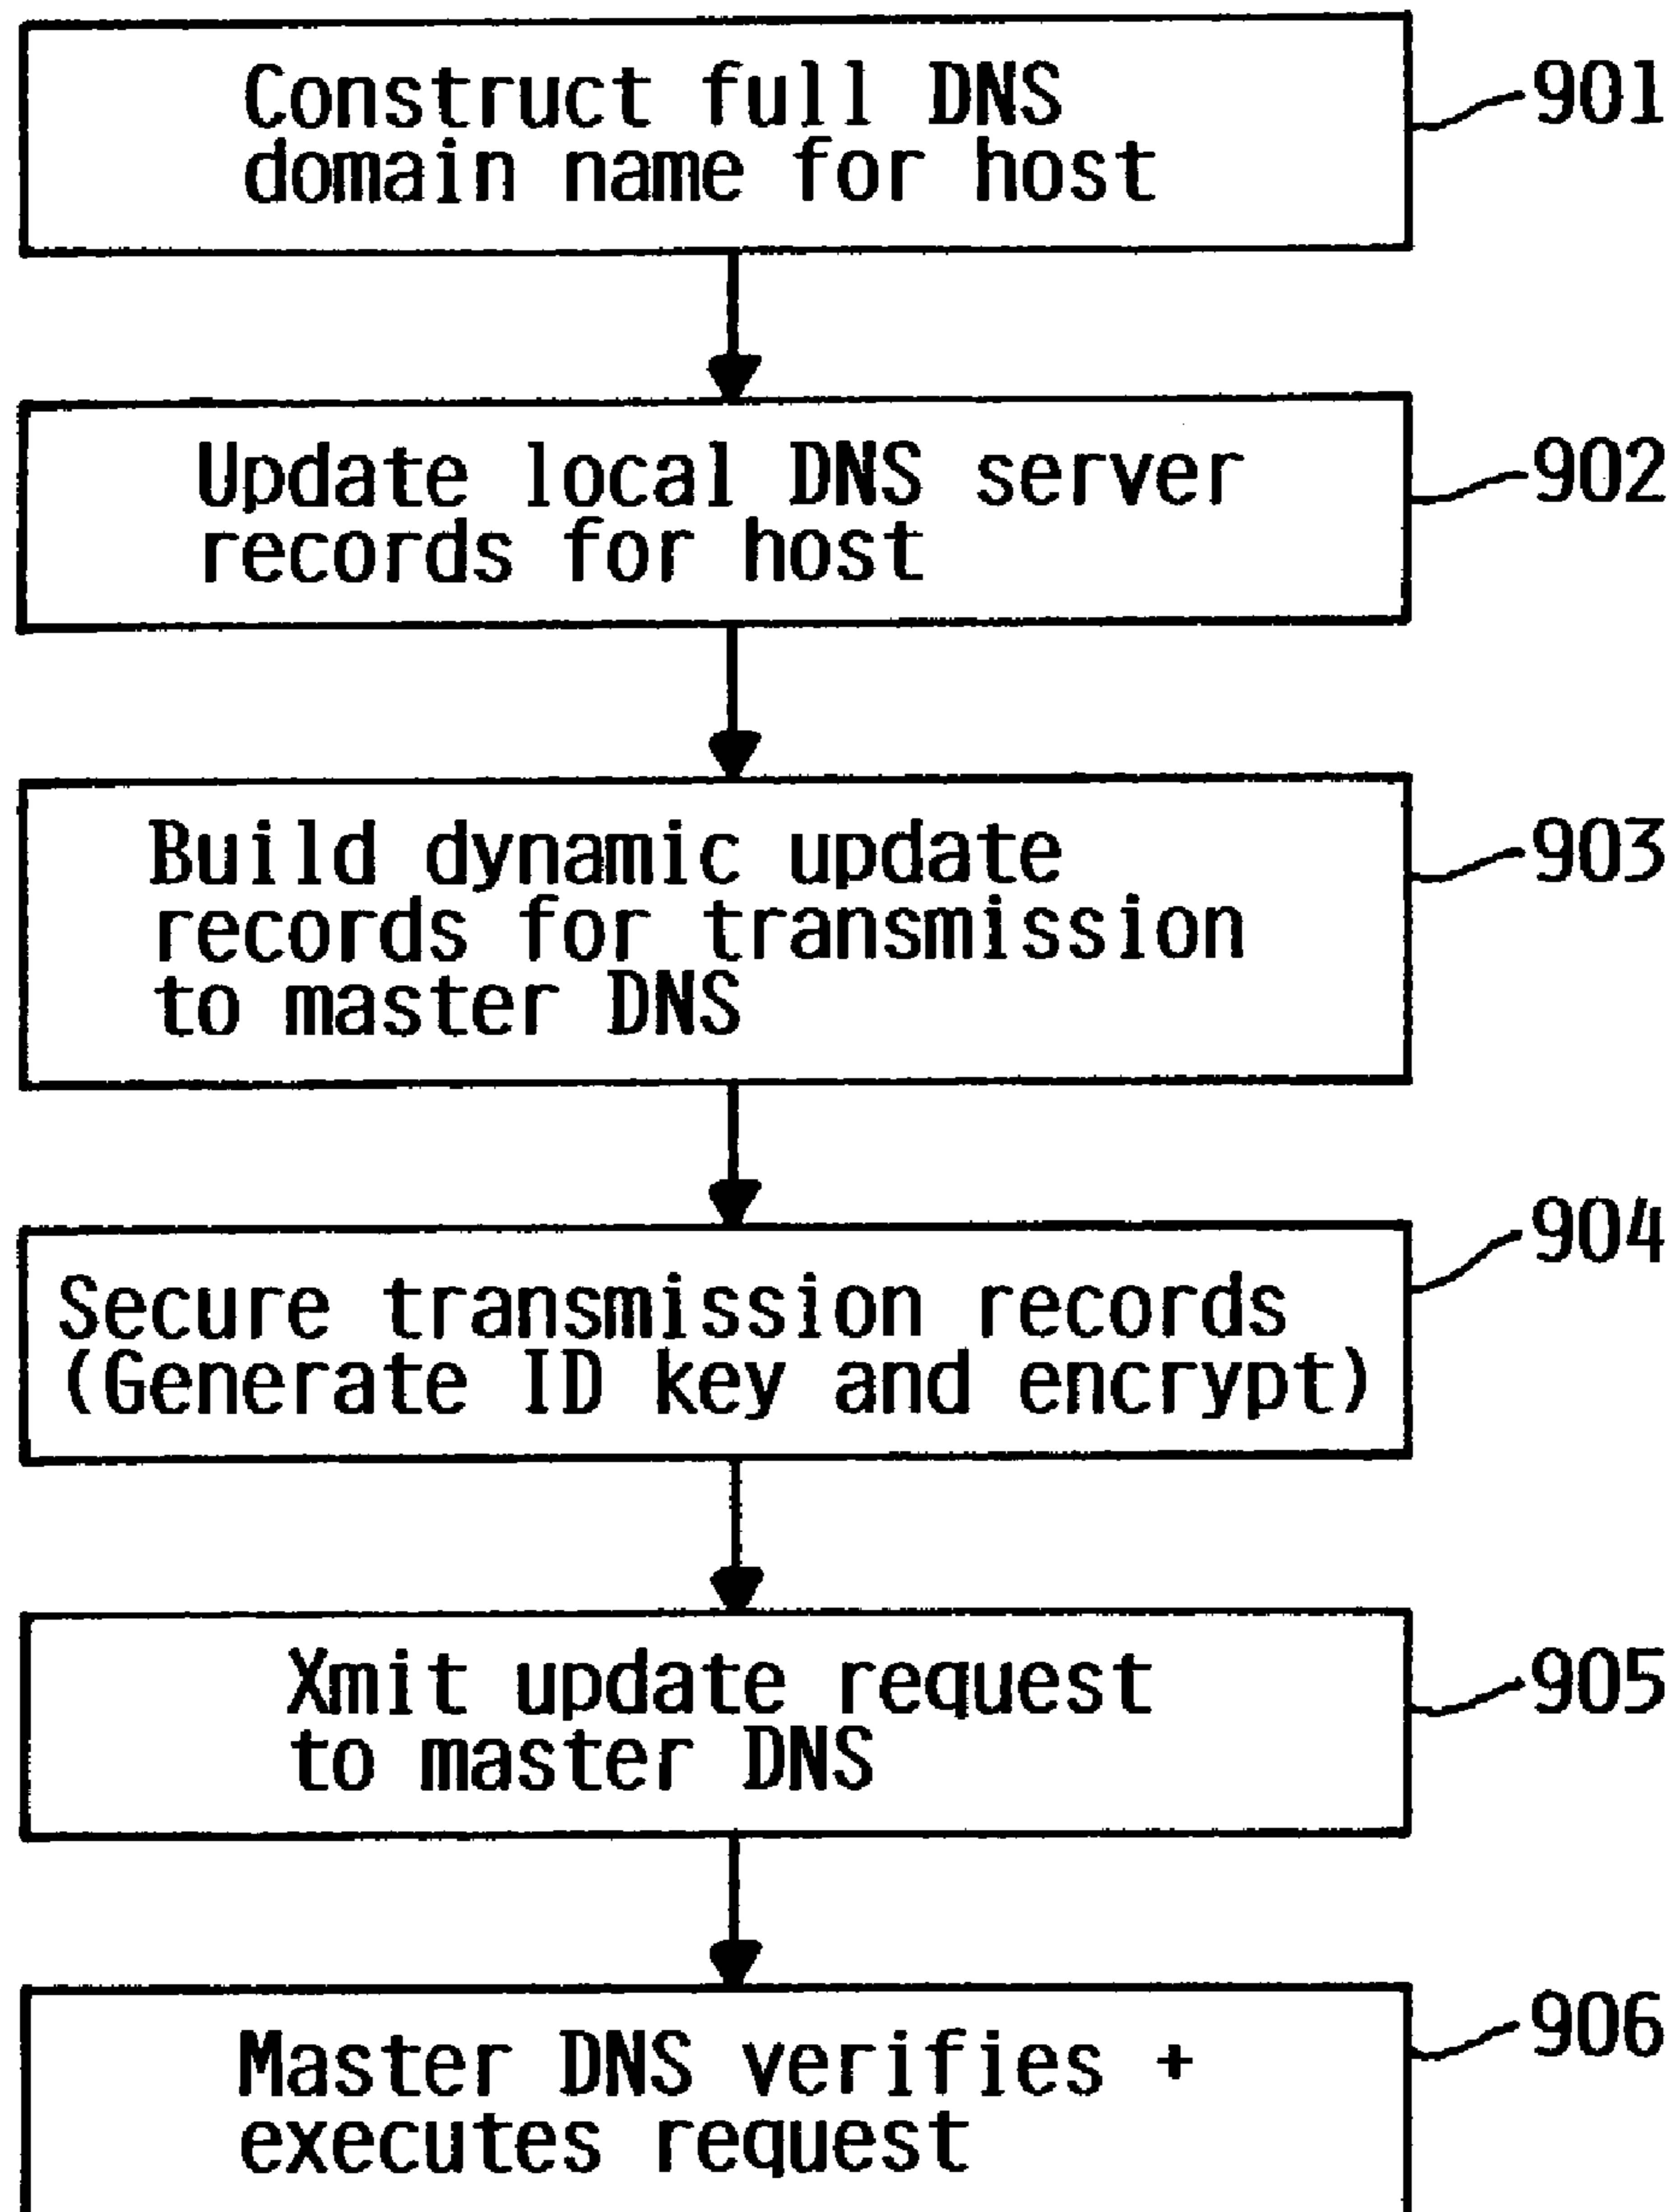 Construct full DNS
domain name for host
901
Update local DNS server
records for host
902
Build dynamic update
records for transmission
to master DNS
903
Secure transmission records
(Generate ID key and encrypt)
904
Xmit update request
to master DNS
905
Master DNS verifies +
executes request
906